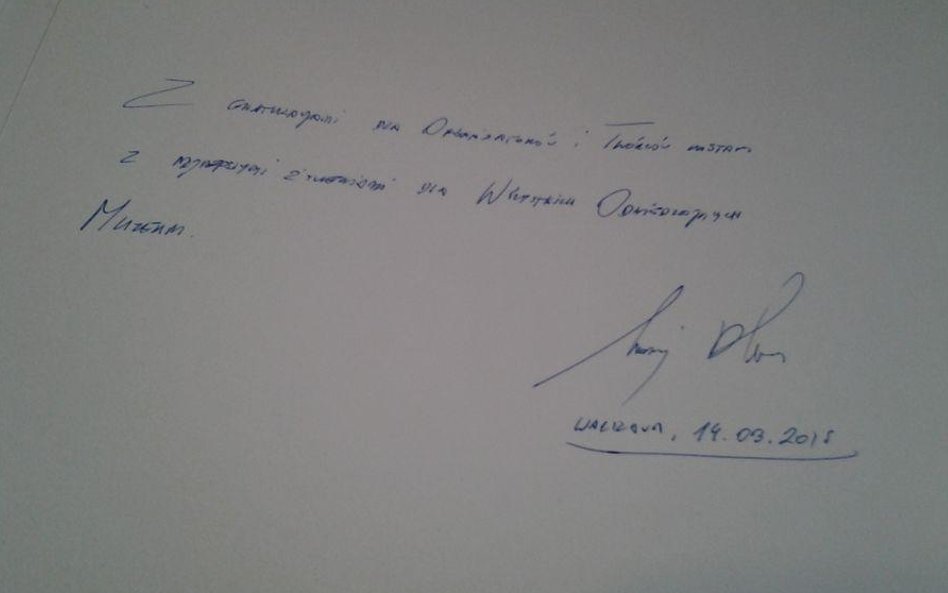 Z GRATULACJAMI DLA ORGANIZATORÓW I TWÓRCÓW WYSTAWY
Z NAJLEPSZYMI ŻYCZENIAMI DLA WSZYSTKICH ODWIEDZAJĄCYCH
MUZEUM.
WARSZAWA, 14.03.2015